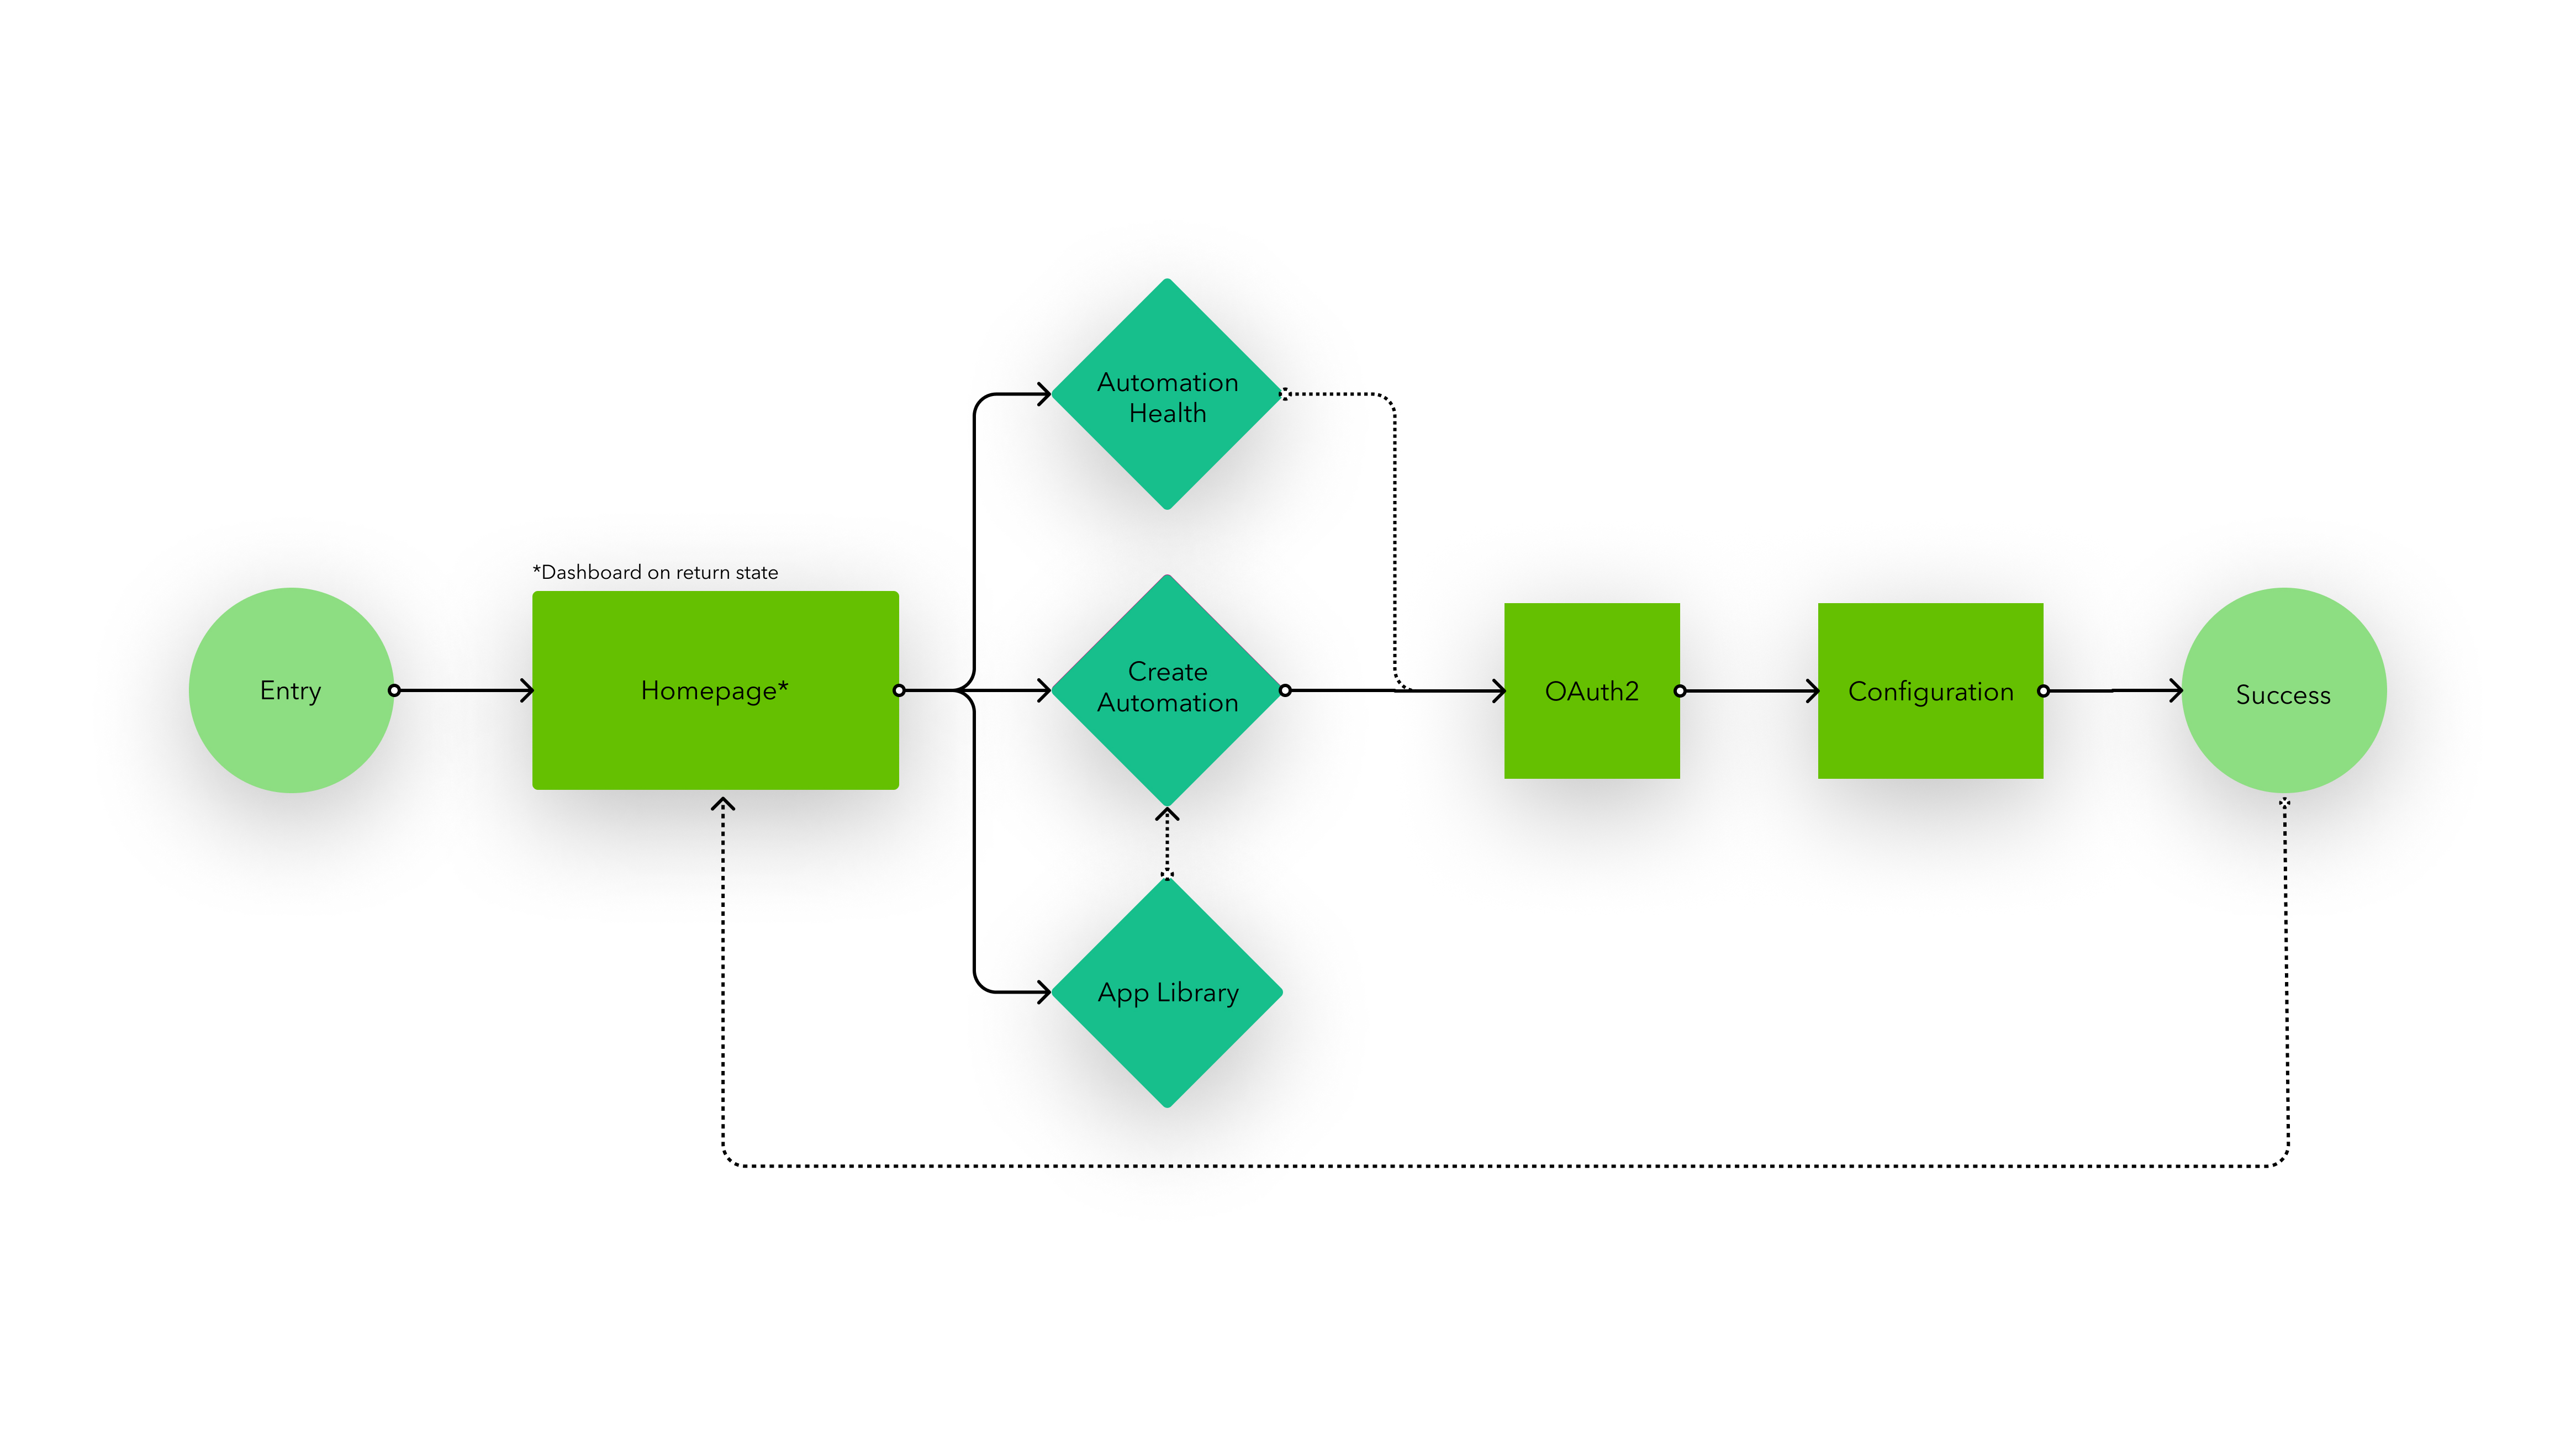 Automation
Health
*Dashboard on return state
Entry
Homepage*
Create
Automation
OAuth2
Configuration
Success
App Library